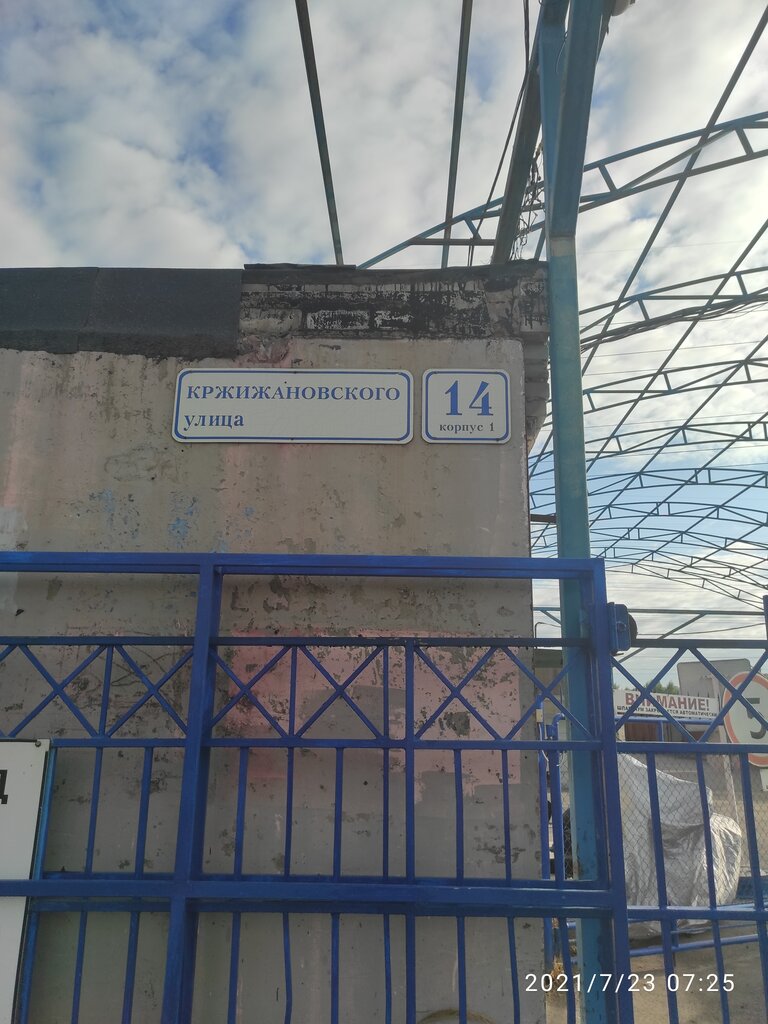 КРЖИЖАНОВСКОГО
улица
14
корпус 1
ВНИМАНИЕ!
Д
2021/7/23 07:25